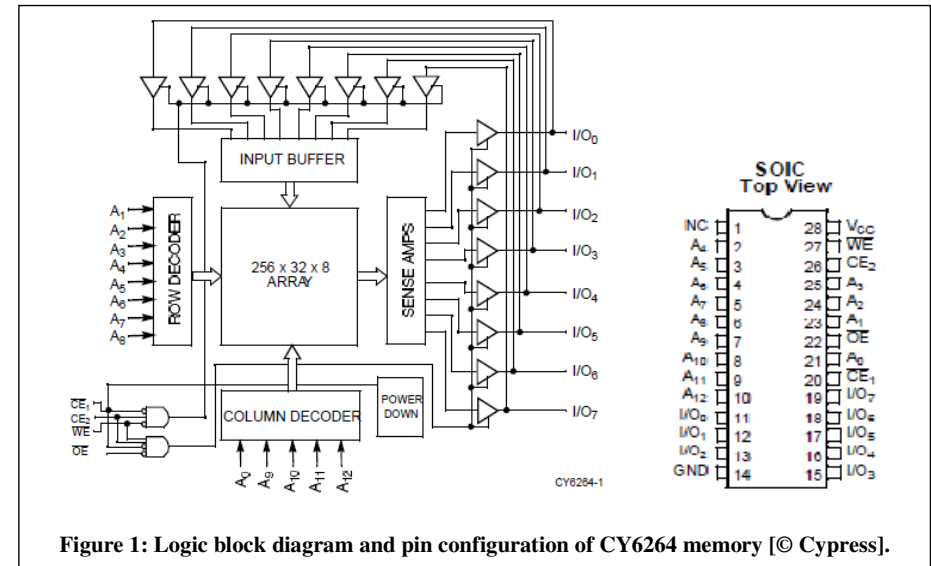 INPUT BUFFER
I/O0
I/O1
I/O2
I/O3
I/O4
I/O5
I/O6
I/O7
A1
A2
A3
A4
A5
A6
A7
A8
ROW DECODER
256 x 32 x 8
ARRAY
SENSE AMPS
CE1
CE2
WE
OE
COLUMN DECODER
POWER
DOWN
A0
A9
A10
A11
A12
CY6264-1
SOIC
Top View
NC 1 28 VCC
A4 2 27 WE
A5 3 26 CE2
A6 4 25 A3
A7 5 24 A2
A8 6 23 A1
A9 7 22 OE
A10 8 21 A0
A11 9 20 CE1
A12 10 19 I/O7
I/O0 11 18 I/O6
I/O1 12 17 I/O5
I/O2 13 16 I/O4
GND 14 15 I/O3
Figure 1: Logic block diagram and pin configuration of CY6264 memory [© Cypress].